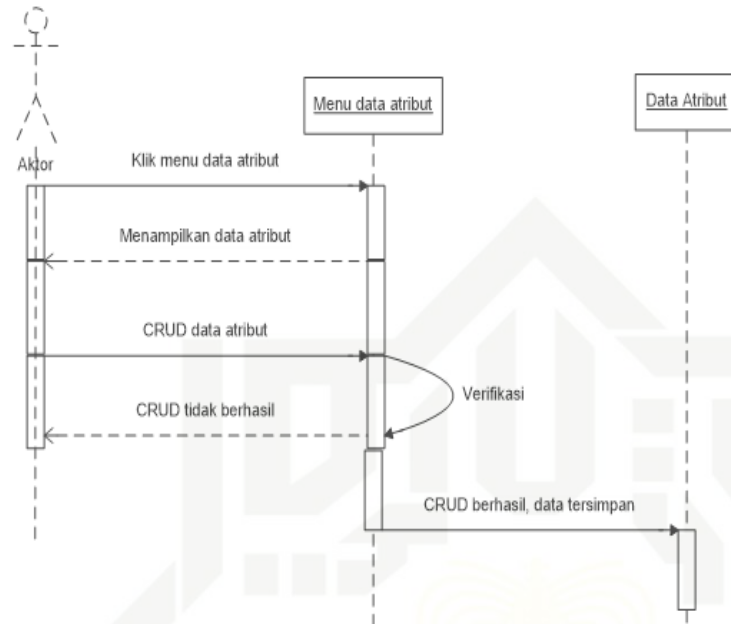 Menu data atribut
Data Atribut
Aktor
Klik menu data atribut
Menampilkan data atribut
CRUD data atribut
Verifikasi
CRUD tidak berhasil
CRUD berhasil, data tersimpan